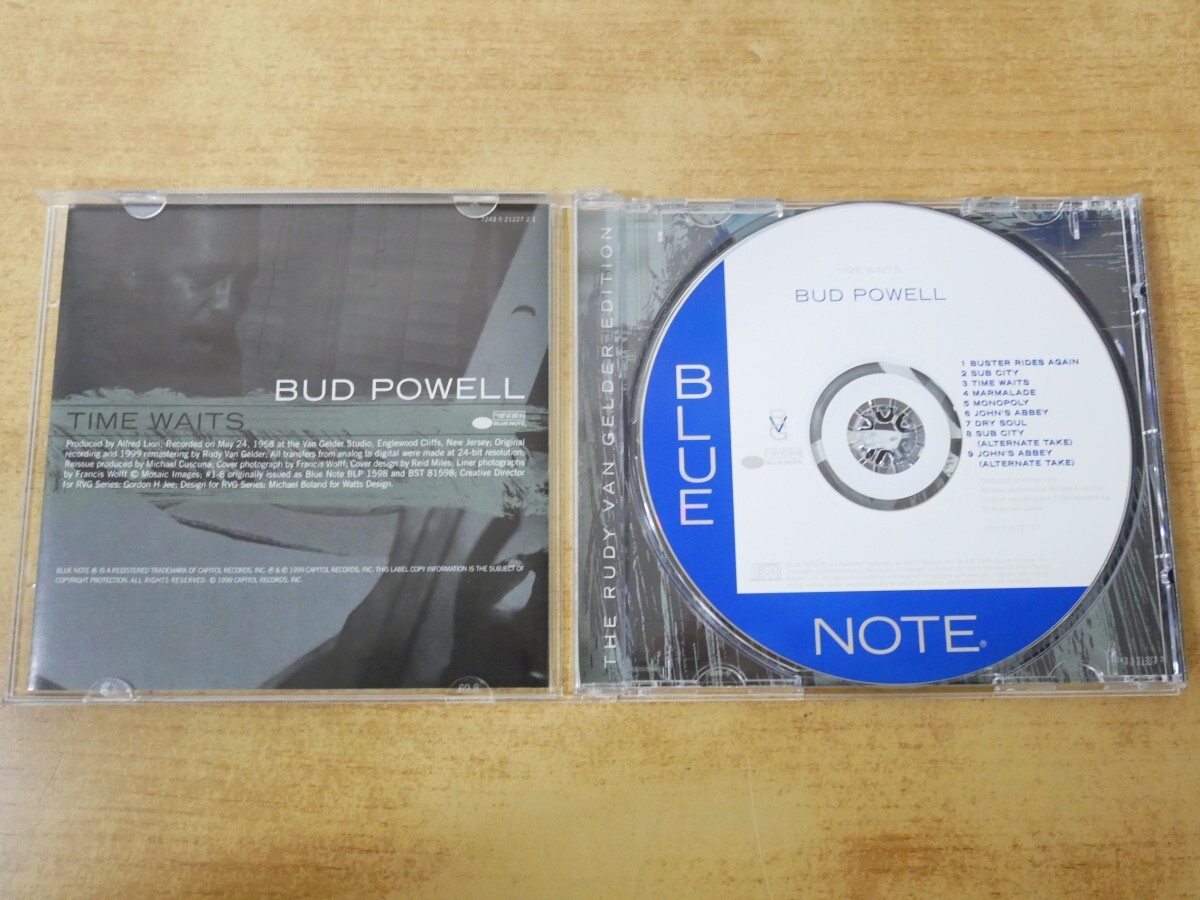 7243 5 21227 2 1
BUD POWELL
TIME WAITS
BLUE NOTE
Produced by Alfred Lion; Recorded on May 24, 1958 at the Van Gelder Studio, Englewood Cliffs, New Jersey; Original
recording and 1999 remastering by Rudy Van Gelder; All transfers from analog to digital were made at 24-bit resolution;
Reissue produced by Michael Cuscuna; Cover photograph by Francis Wolff; Cover design by Reid Miles; Liner photographs
by Francis Wolff © Mosaic Images; #1-8 originally issued as Blue Note BLP 1598 and BST 81598; Creative Director
for RVG Series: Gordon H Jee; Design for RVG Series: Michael Boland for Watts Design.
BLUE NOTE ® IS A REGISTERED TRADEMARK OF CAPITOL RECORDS, INC. ℗ & © 1999 CAPITOL RECORDS, INC. THIS LABEL COPY INFORMATION IS THE SUBJECT OF
COPYRIGHT PROTECTION. ALL RIGHTS RESERVED. © 1999 CAPITOL RECORDS, INC.
THE RUDY VAN GELDER EDITION
TIME WAITS
BUD POWELL
1 BUSTER RIDES AGAIN
2 SUB CITY
3 TIME WAITS
4 MARMALADE
5 MONOPOLY
6 JOHN'S ABBEY
7 DRY SOUL
8 SUB CITY
(ALTERNATE TAKE)
9 JOHN'S ABBEY
(ALTERNATE TAKE)
BLUE
NOTE®
7243 5 21227 2